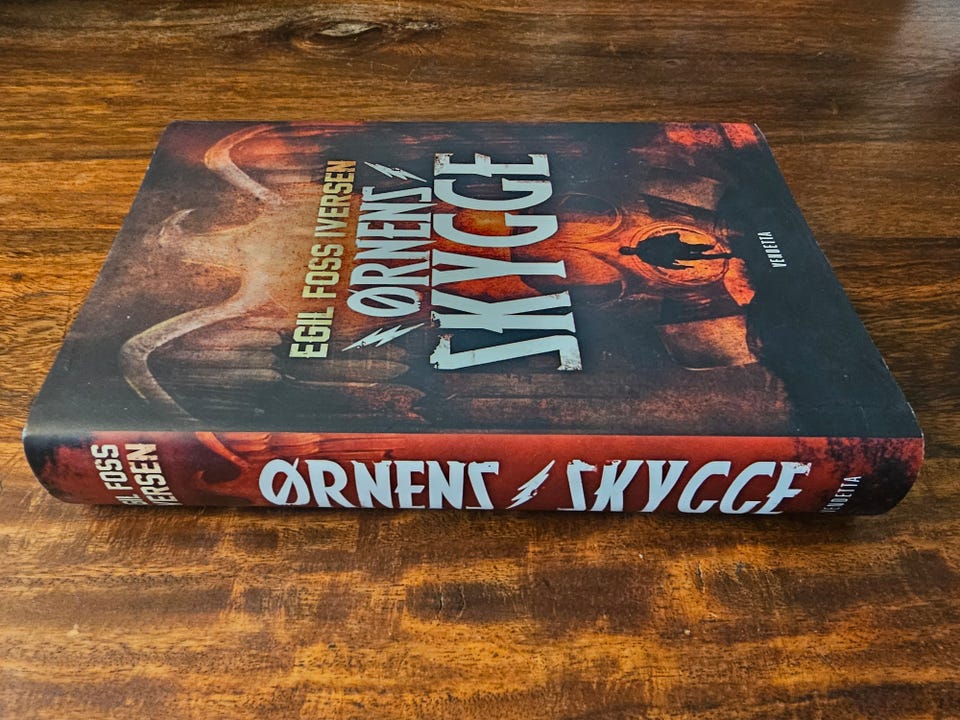 EGIL FOSS IVERSEN
ØRNENS
SKYGGE
VENDETTA
EGIL FOSS
IVERSEN
ØRNENS SKYGGE
VENDETTA